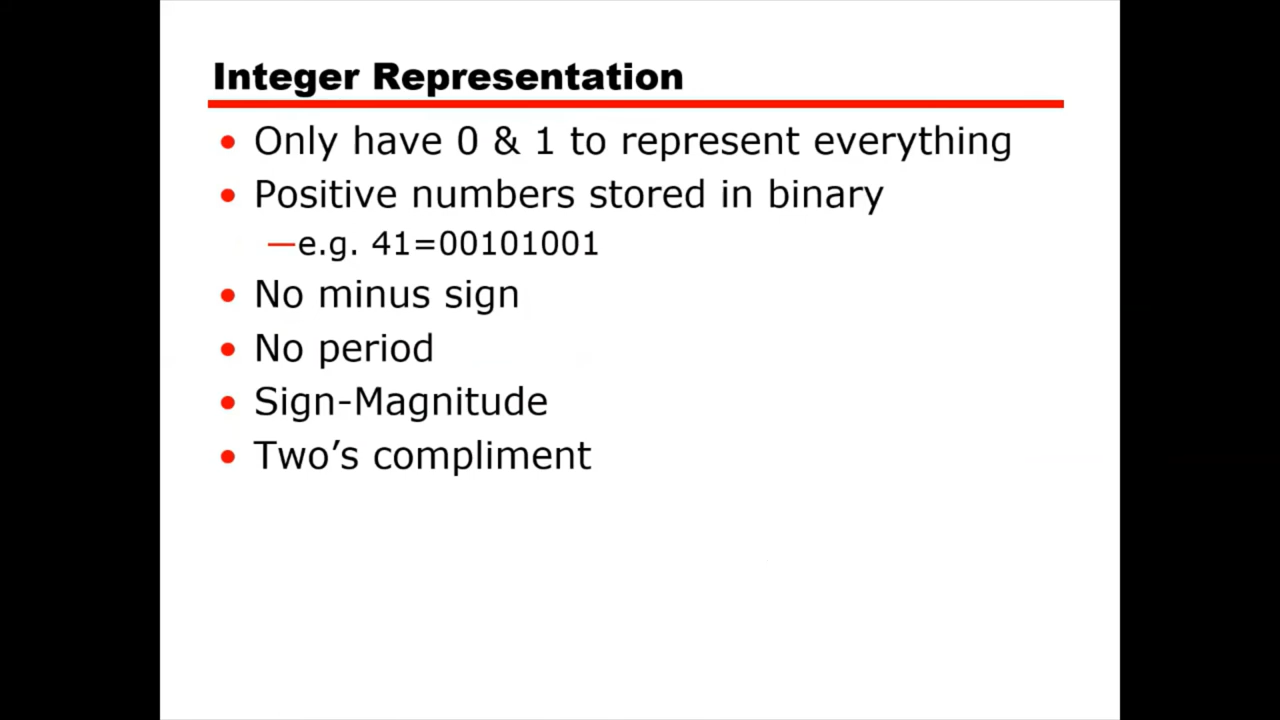 Integer Representation
• Only have 0 & 1 to represent everything
• Positive numbers stored in binary
—e.g. 41=00101001
• No minus sign
• No period
• Sign-Magnitude
• Two’s compliment